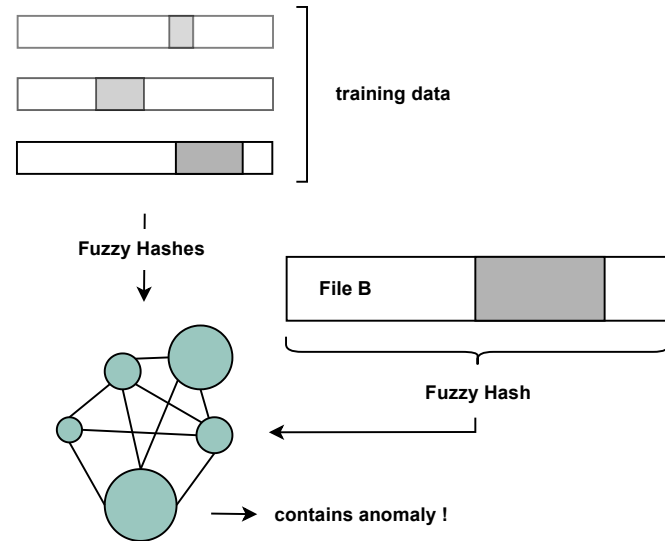 training data
Fuzzy Hashes
File B
Fuzzy Hash
contains anomaly !